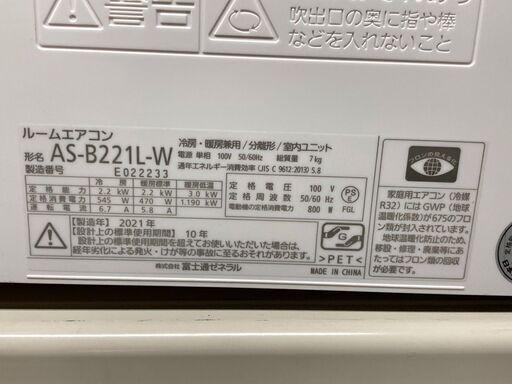 警告
吹出口の奥に指や棒
などを入れないこと
ルームエアコン
形名 AS-B221L-W
製造番号 E022233
冷房・暖房兼用/分離形/室内ユニット
電源 単相 100V 50/60Hz 総質量 7kg
通年エネルギー消費効率(JIS C 9612:2013) 5.8
冷房 暖房 暖房低温
定格能力 2.2 kW 2.2 kW 3.0 kW
定格消費電力 545 W 470 W 1,190 kW
運転電流 6.7 A 5.8 A
定格電圧 100 V
定格周波数 50/60 Hz
電動機の定格消費電力 800 W
PS E
FGL
【製造年】2021年
【設計上の標準使用期間】10年
設計上の標準使用期間を超えてお使いいただいた場合は、
経年劣化による発火・けが等の事故に至るおそれがあります。
株式会社富士通ゼネラル
MADE IN CHINA
>PET<
フロンの見える化
家庭用エアコン(冷媒
R32)にはGWP(地球
温暖化係数)が675のフロ
ン類が封入されています。
地球温暖化防止のため、
移設・修理・廃棄等にあ
たってはフロン類の回収
が必要です。